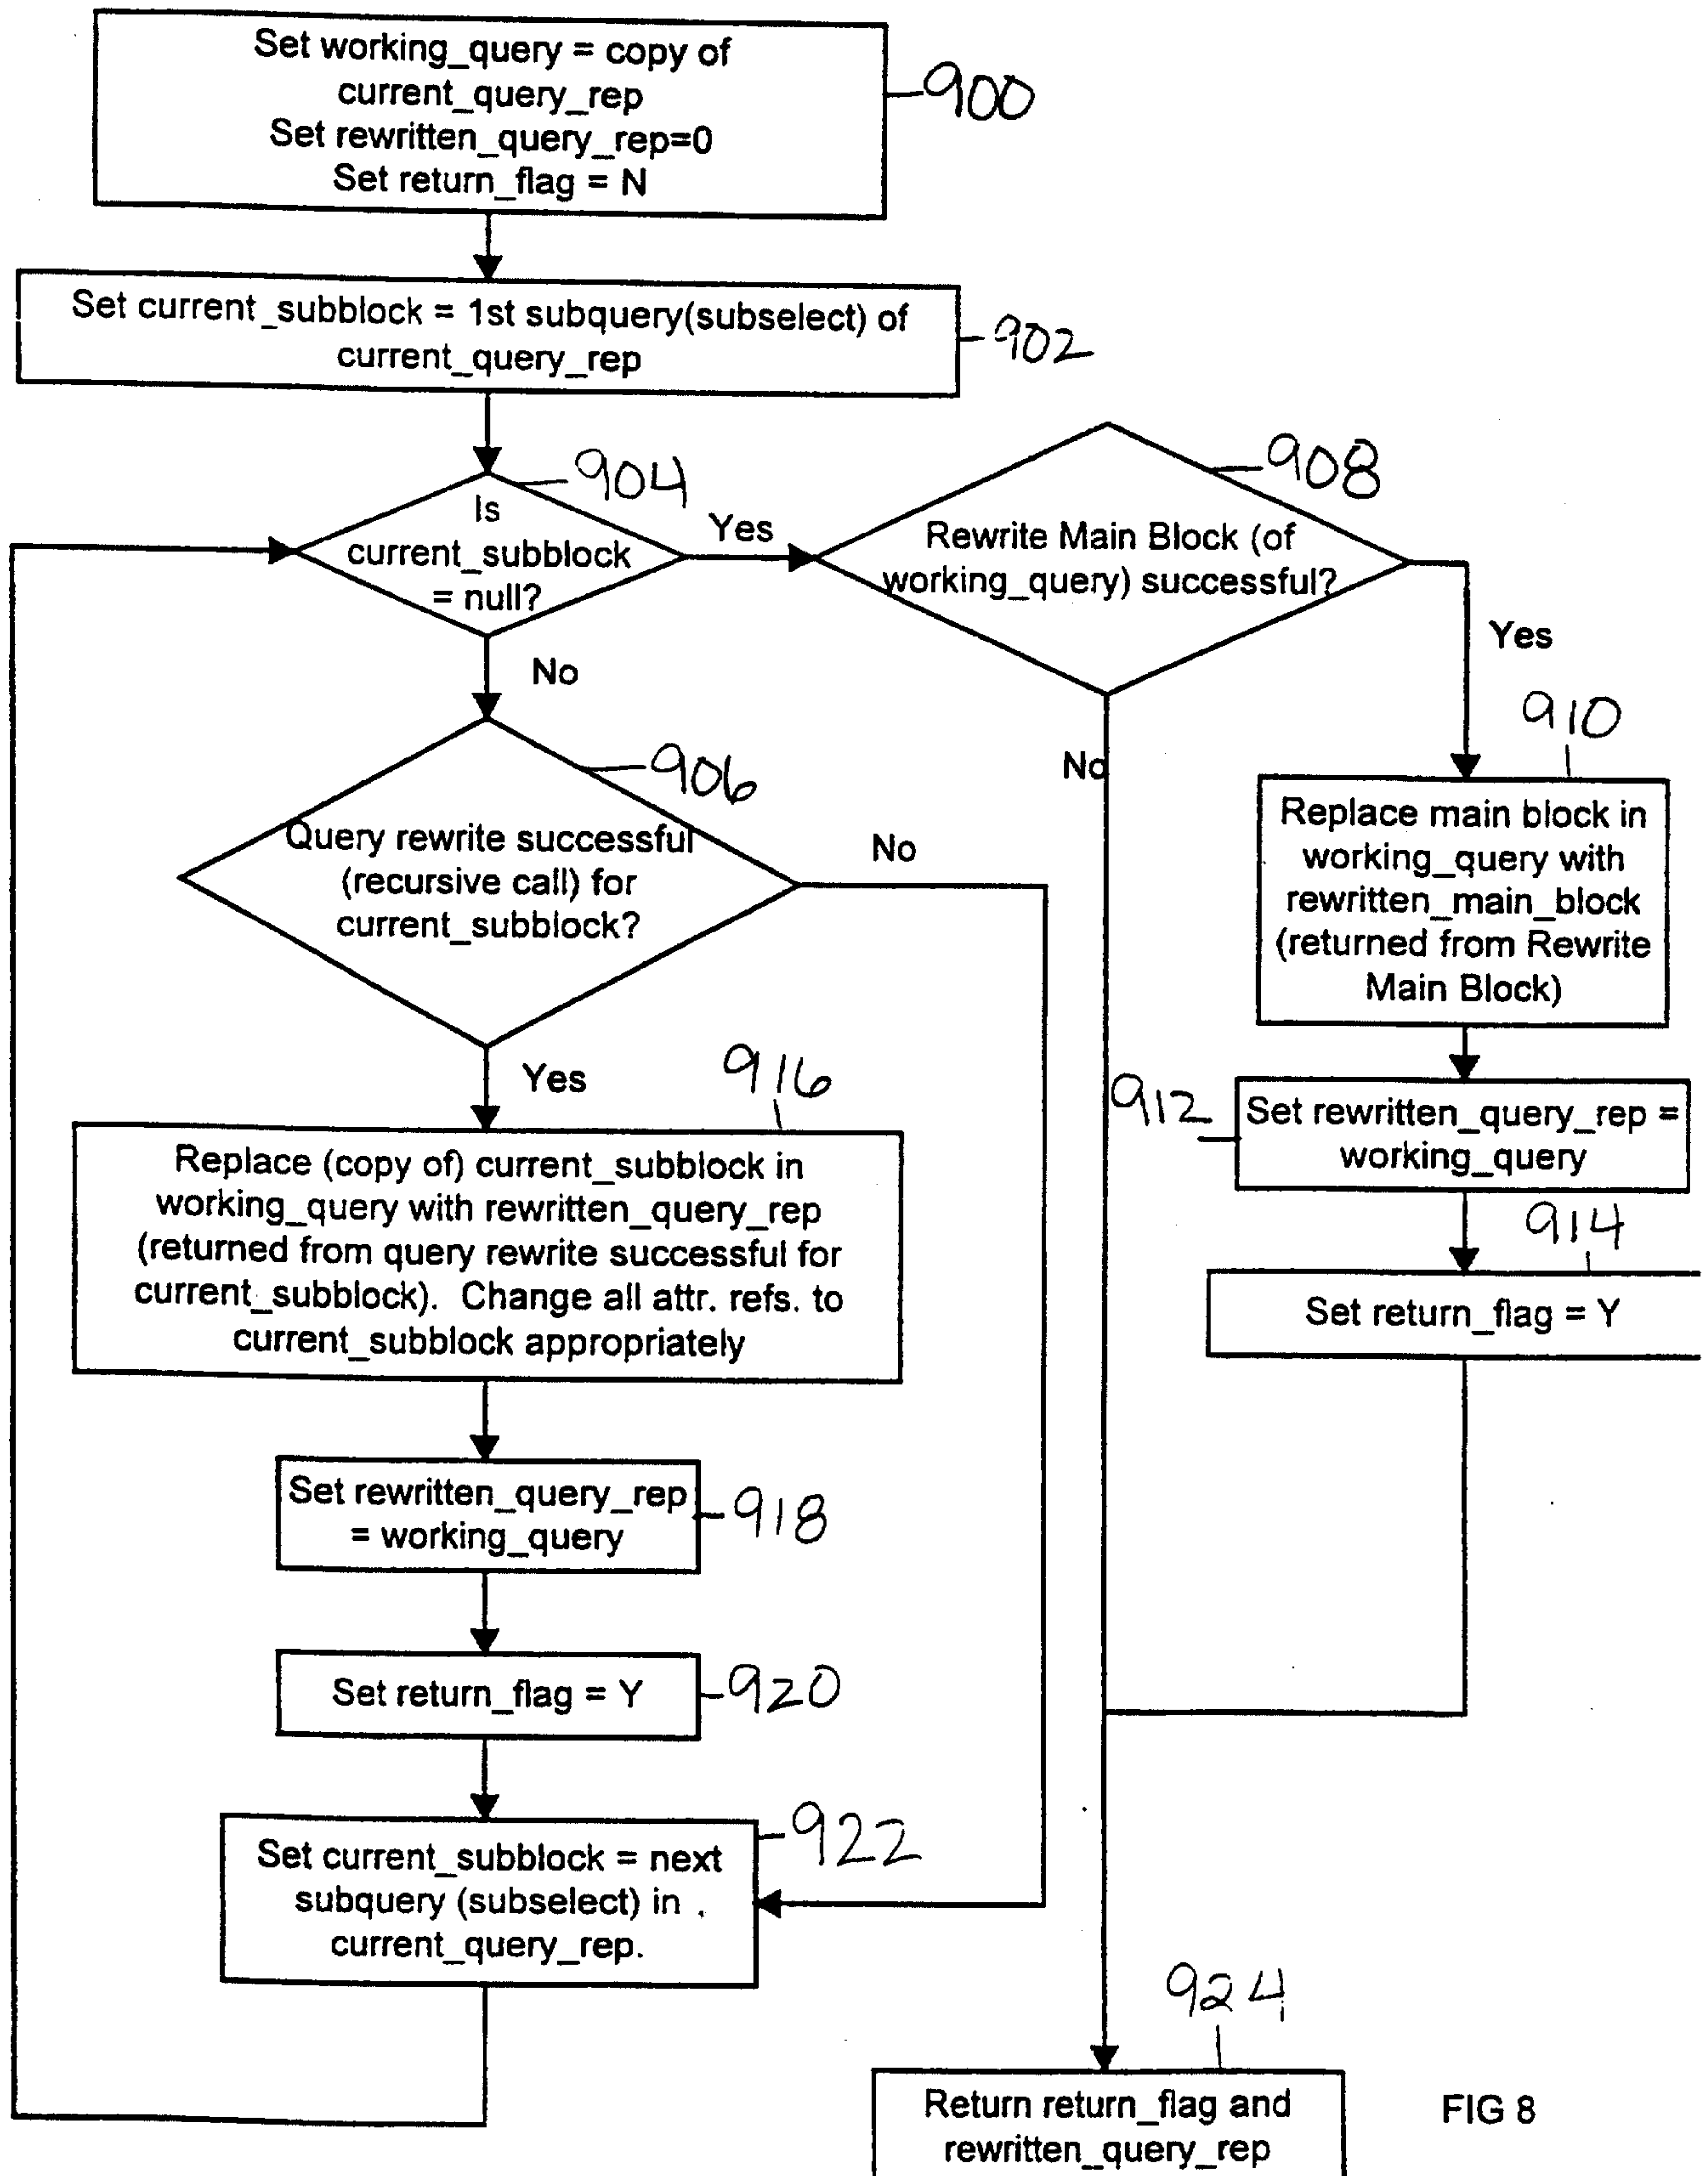 Set working_query = copy of
current_query_rep
Set rewritten_query_rep=0
Set return_flag = N
900
Set current_subblock = 1st subquery(subselect) of
current_query_rep
902
904
Is
current_subblock
= null?
Yes
No
908
Rewrite Main Block (of
working_query) successful?
Yes
No
906
Query rewrite successful
(recursive call) for
current_subblock?
No
Yes
910
Replace main block in
working_query with
rewritten_main_block
(returned from Rewrite
Main Block)
912
Set rewritten_query_rep =
working_query
914
Set return_flag = Y
916
Replace (copy of) current_subblock in
working_query with rewritten_query_rep
(returned from query rewrite successful for
current_subblock). Change all attr. refs. to
current_subblock appropriately
Set rewritten_query_rep
= working_query
918
Set return_flag = Y
920
922
Set current_subblock = next
subquery (subselect) in
current_query_rep.
924
Return return_flag and
rewritten_query_rep
FIG 8